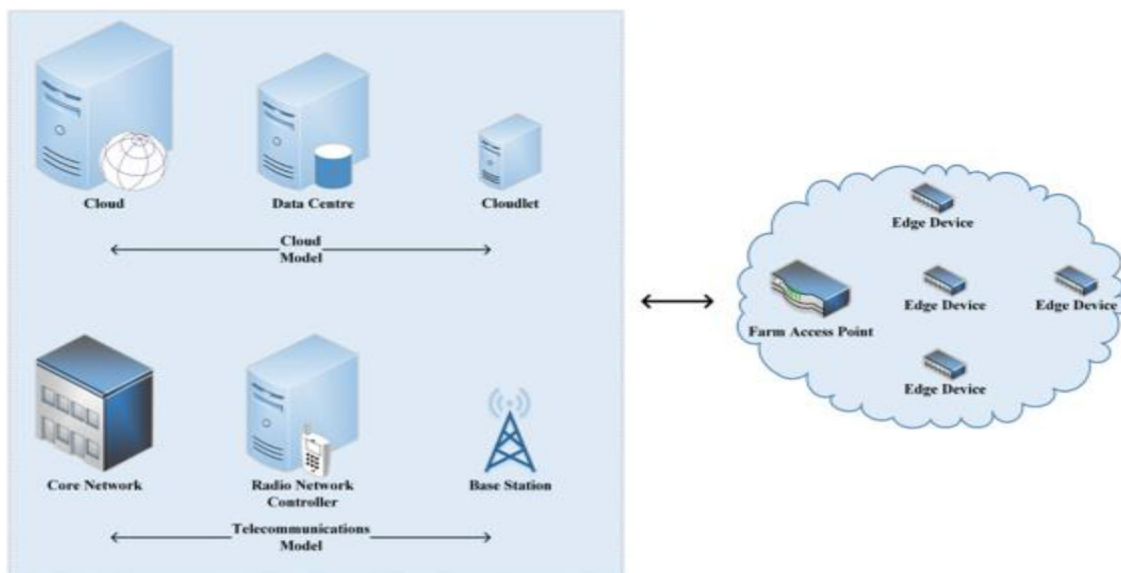 Cloud
Data Centre
Cloudlet
Cloud
Model
Core Network
Radio Network
Controller
Base Station
Telecommunications
Model
Edge Device
Farm Access Point
Edge Device
Edge Device
Edge Device